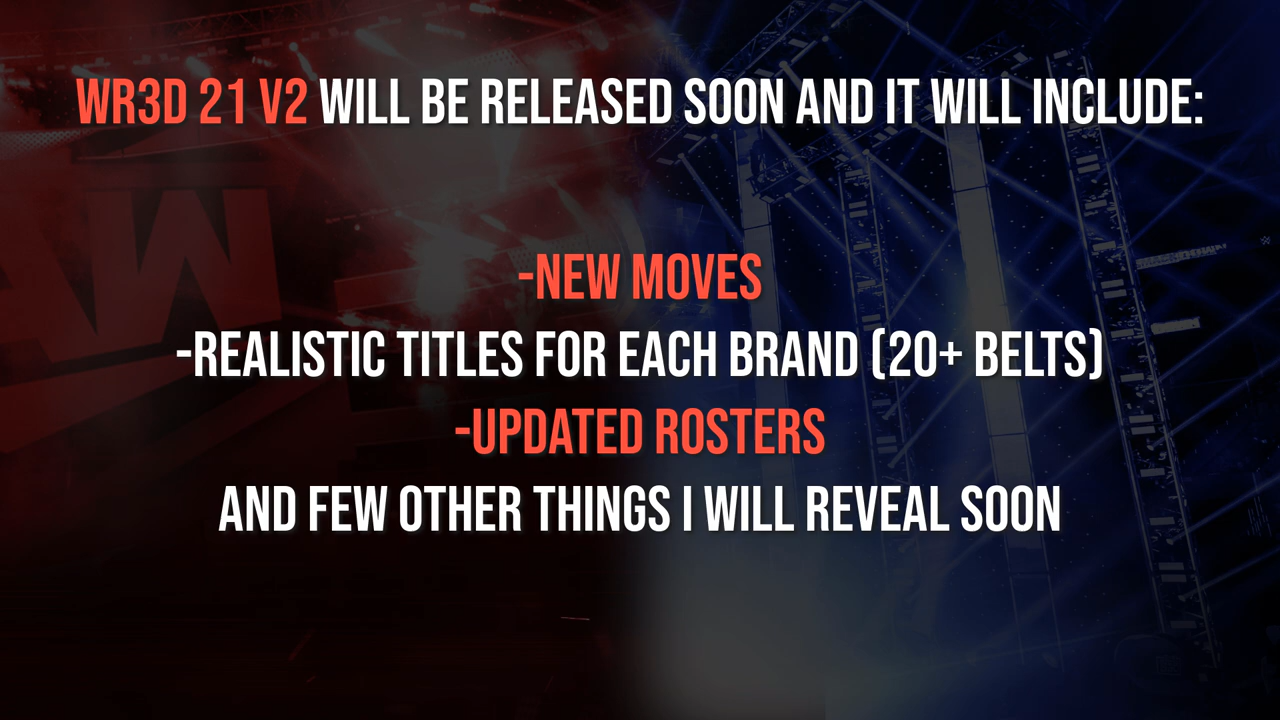 WR3D 21 V2 WILL BE RELEASED SOON AND IT WILL INCLUDE:
-NEW MOVES
-REALISTIC TITLES FOR EACH BRAND (20+ BELTS)
-UPDATED ROSTERS
AND FEW OTHER THINGS I WILL REVEAL SOON